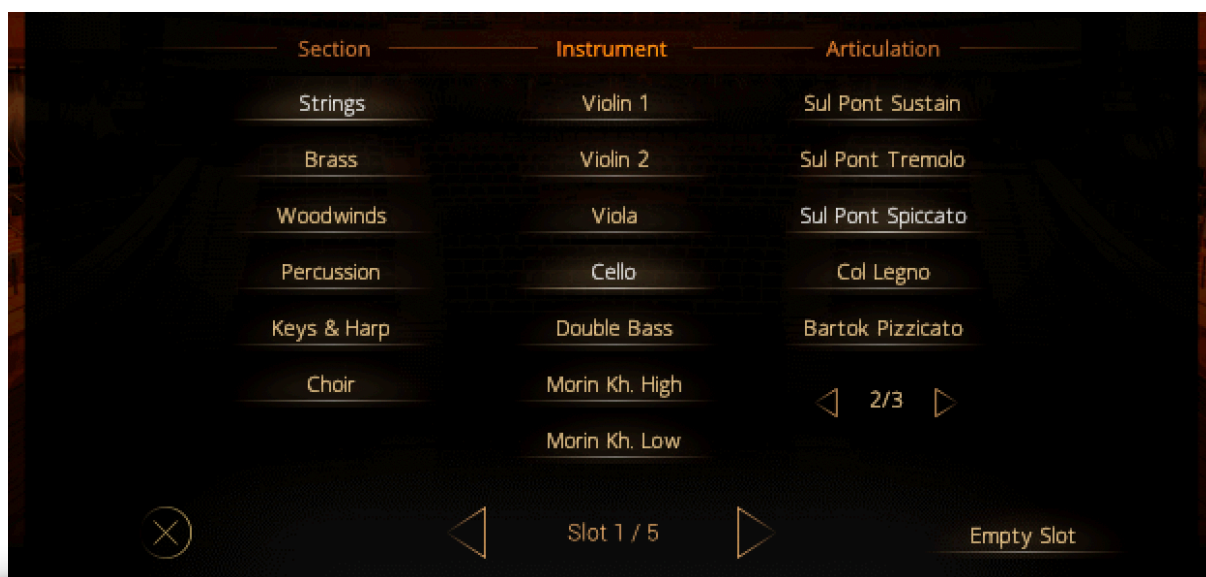 Section Instrument Articulation
Strings Violin 1 Sul Pont Sustain
Brass Violin 2 Sul Pont Tremolo
Woodwinds Viola Sul Pont Spiccato
Percussion Cello Col Legno
Keys & Harp Double Bass Bartok Pizzicato
Choir Morin Kh. High 2/3
Morin Kh. Low
Slot 1 / 5 Empty Slot